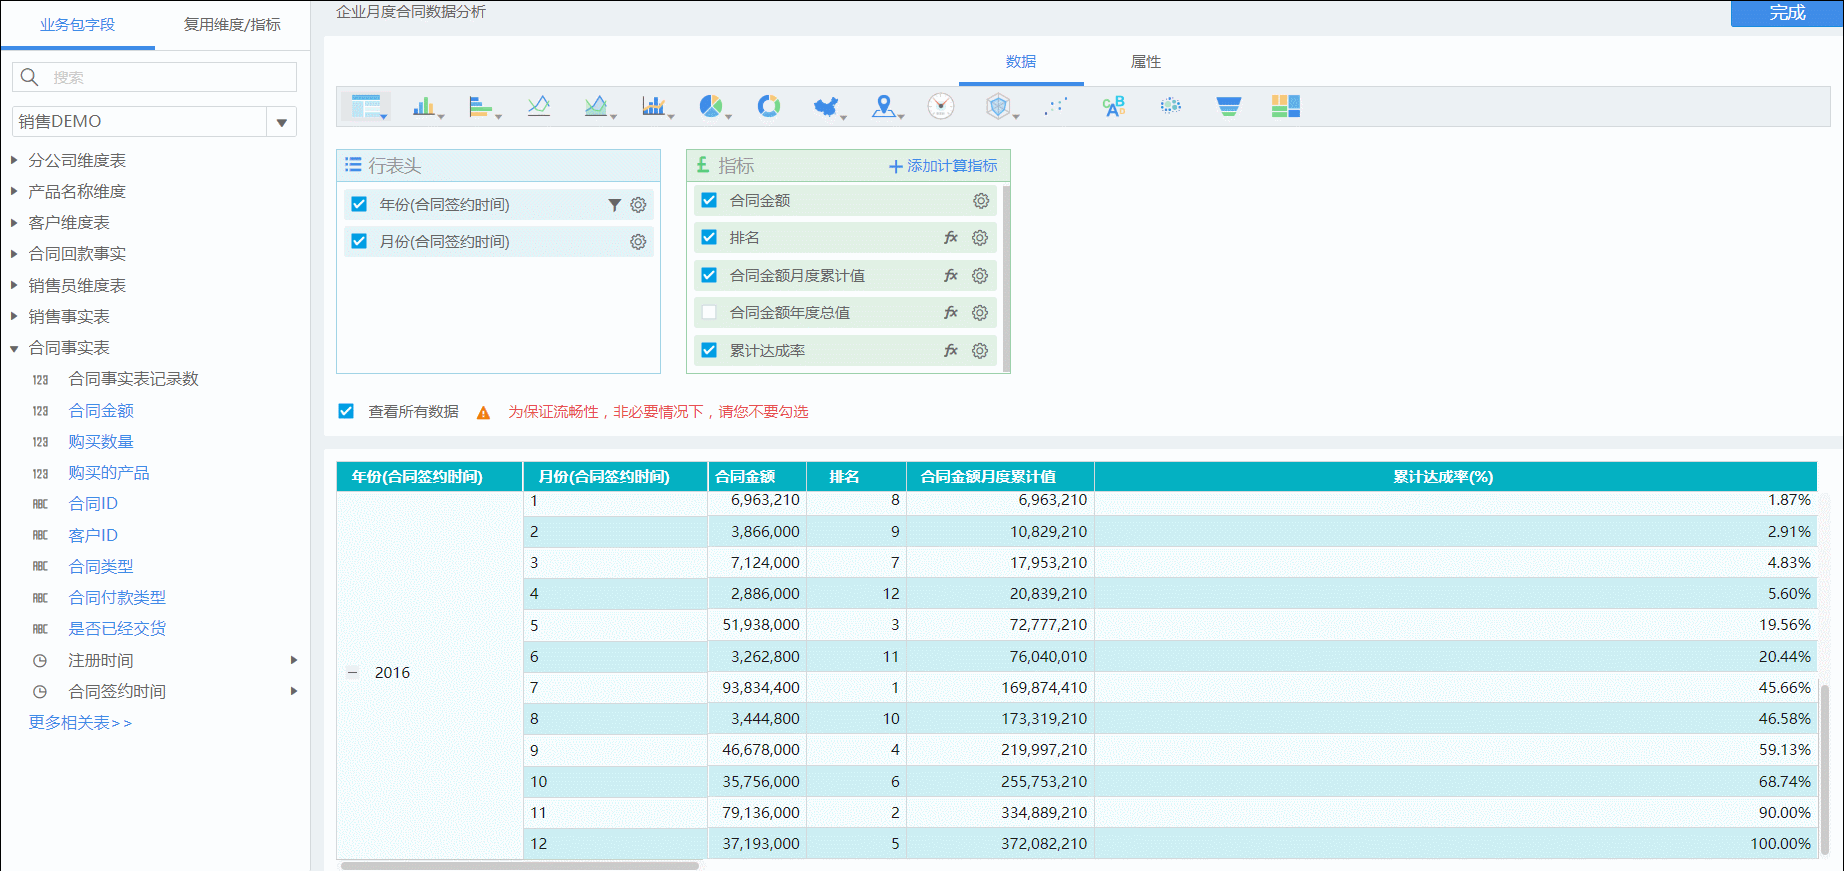 业务包字段
复用维度/指标
搜索
销售DEMO
分公司维度表
产品名称维度
客户维度表
合同回款事实
销售员维度表
销售事实表
合同事实表
123 合同事实表记录数
123 合同金额
123 购买数量
123 购买的产品
ABC 合同ID
ABC 客户ID
ABC 合同类型
ABC 合同付款类型
ABC 是否已经交货
注册时间
合同签约时间
更多相关表>>
企业月度合同数据分析
完成
数据
属性
行表头
年份(合同签约时间)
月份(合同签约时间)
指标
添加计算指标
合同金额
排名 fx
合同金额月度累计值 fx
合同金额年度总值 fx
累计达成率 fx
查看所有数据 为保证流畅性，非必要情况下，请您不要勾选
年份(合同签约时间) 月份(合同签约时间) 合同金额 排名 合同金额月度累计值 累计达成率(%)
1 6,963,210 8 6,963,210 1.87%
2 3,866,000 9 10,829,210 2.91%
3 7,124,000 7 17,953,210 4.83%
4 2,886,000 12 20,839,210 5.60%
5 51,938,000 3 72,777,210 19.56%
6 3,262,800 11 76,040,010 20.44%
2016
7 93,834,400 1 169,874,410 45.66%
8 3,444,800 10 173,319,210 46.58%
9 46,678,000 4 219,997,210 59.13%
10 35,756,000 6 255,753,210 68.74%
11 79,136,000 2 334,889,210 90.00%
12 37,193,000 5 372,082,210 100.00%